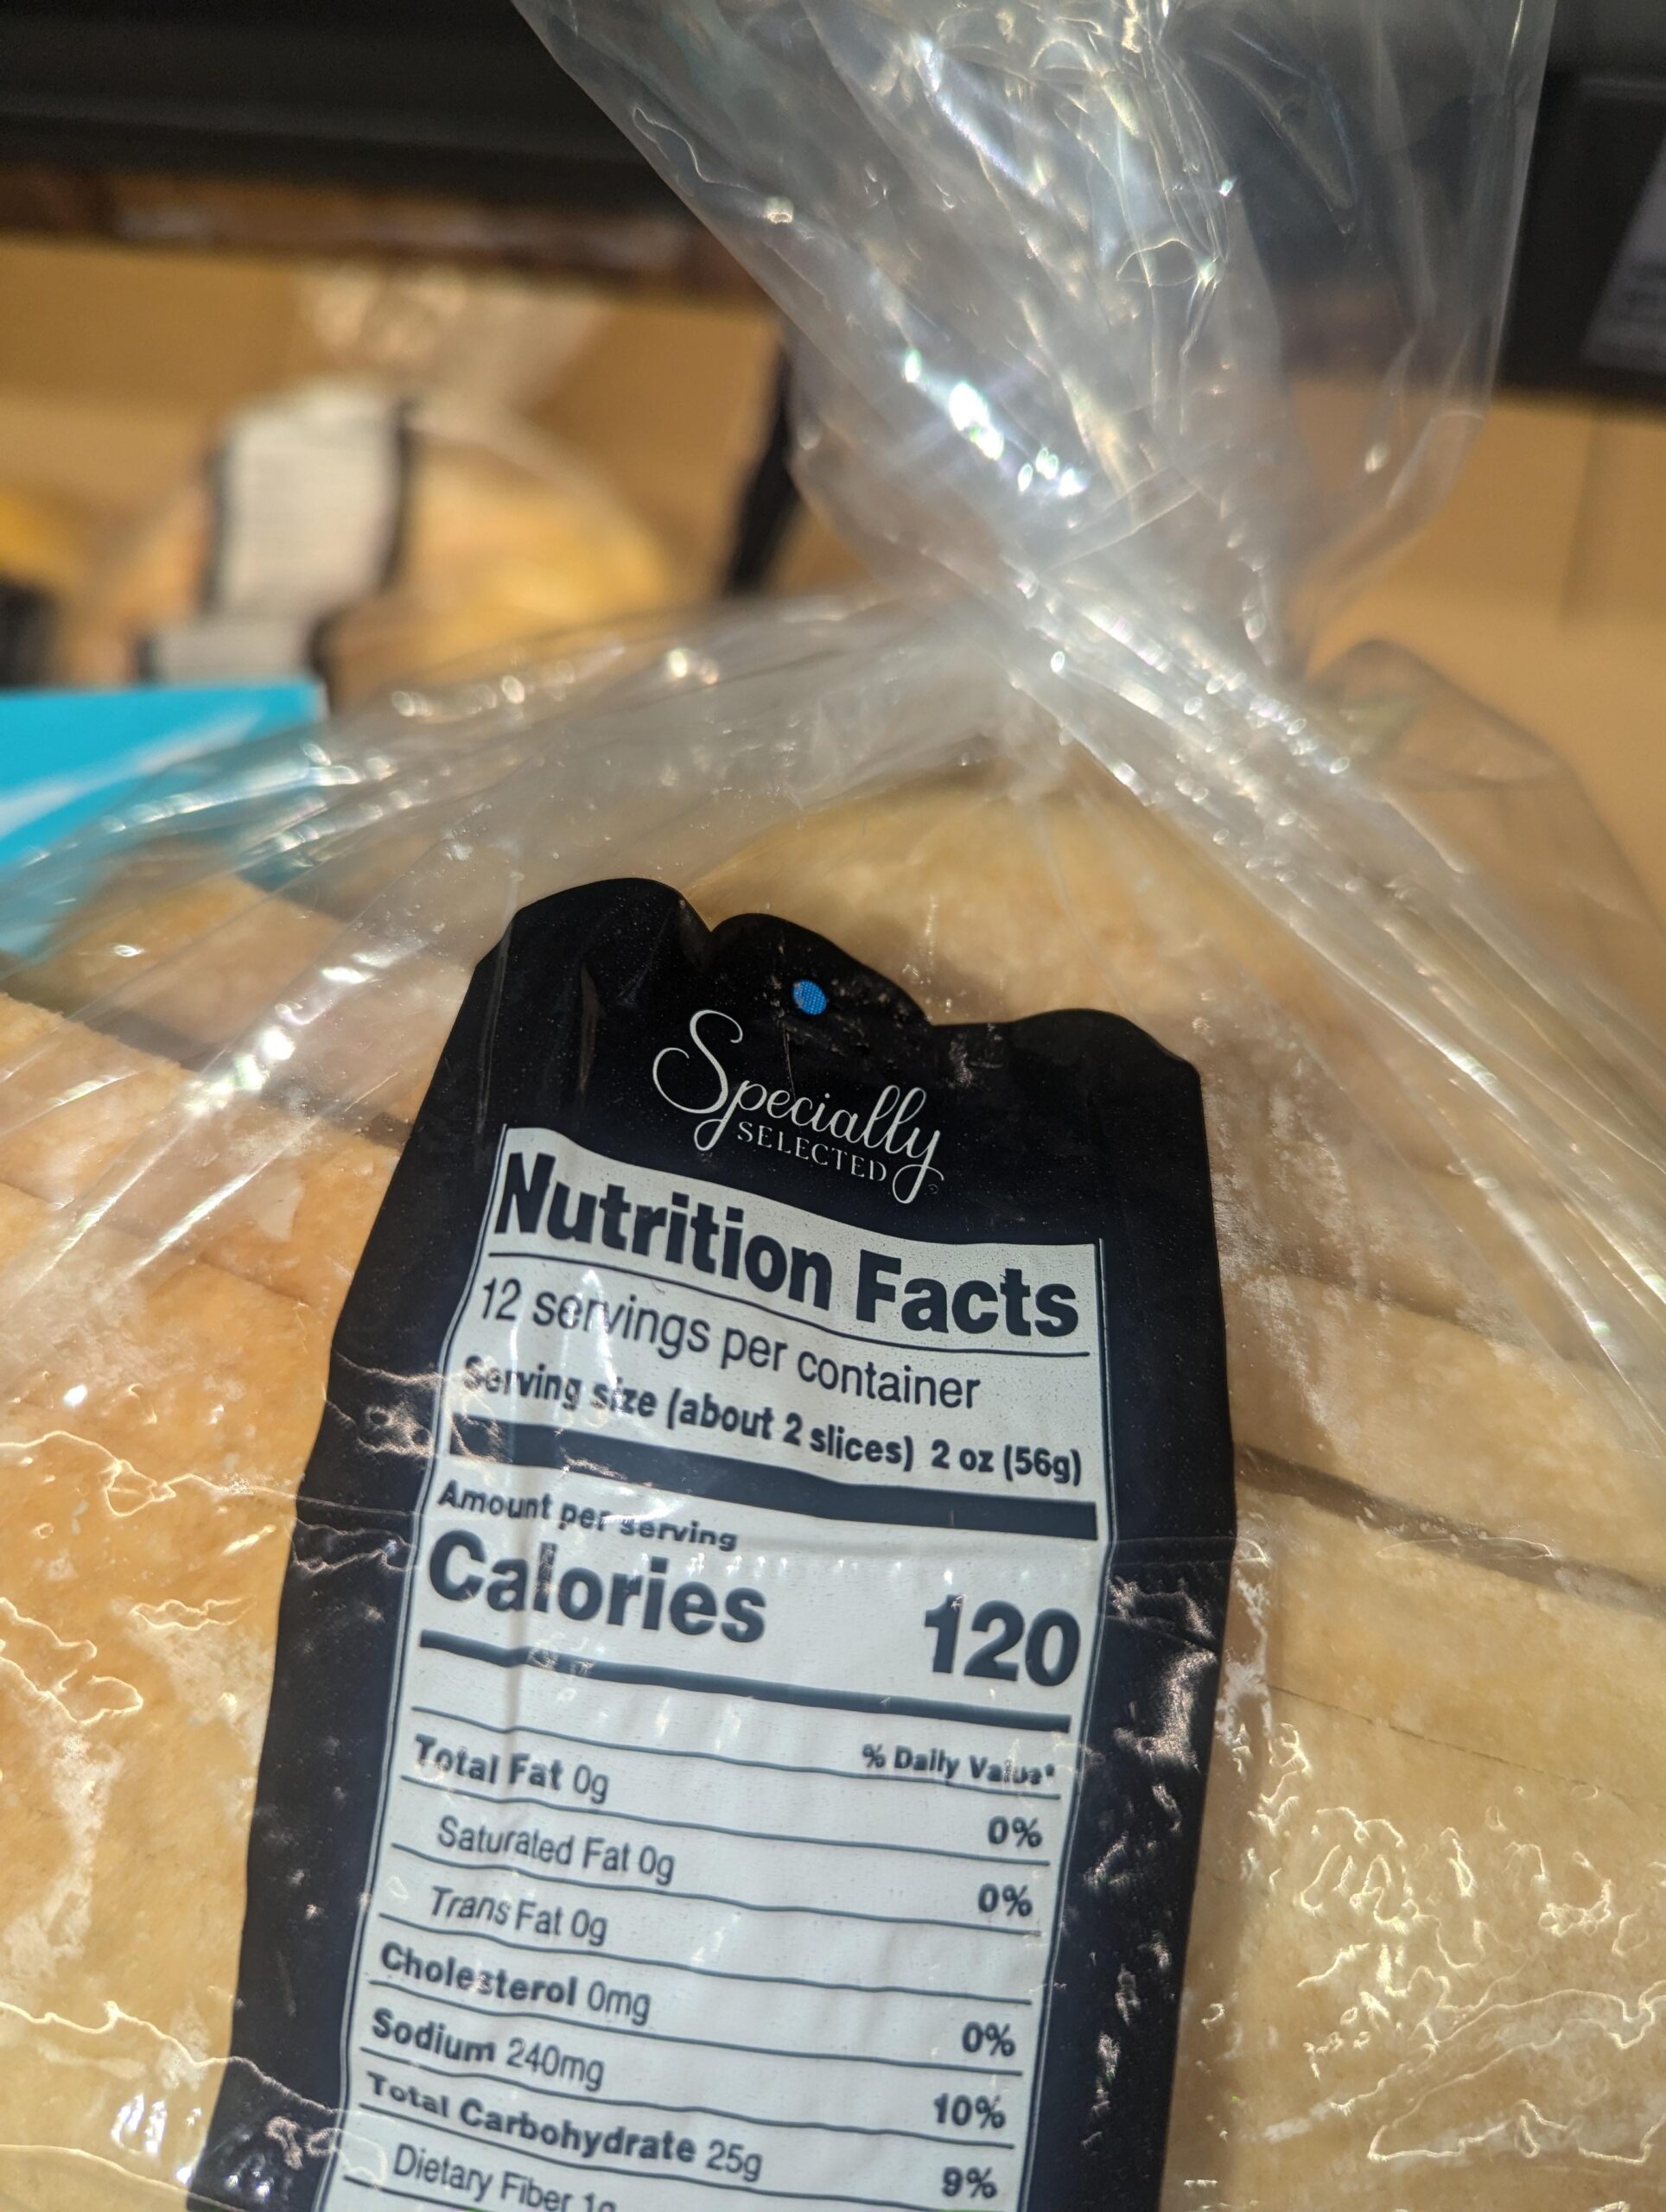 Specially
SELECTED
Nutrition Facts
12 servings per container
Serving size (about 2 slices) 2 oz (56g)
Amount per serving
Calories 120
% Daily Value*
Total Fat 0g 0%
Saturated Fat 0g 0%
Trans Fat 0g
Cholesterol 0mg 0%
Sodium 240mg 10%
Total Carbohydrate 25g 9%
Dietary Fiber 1g